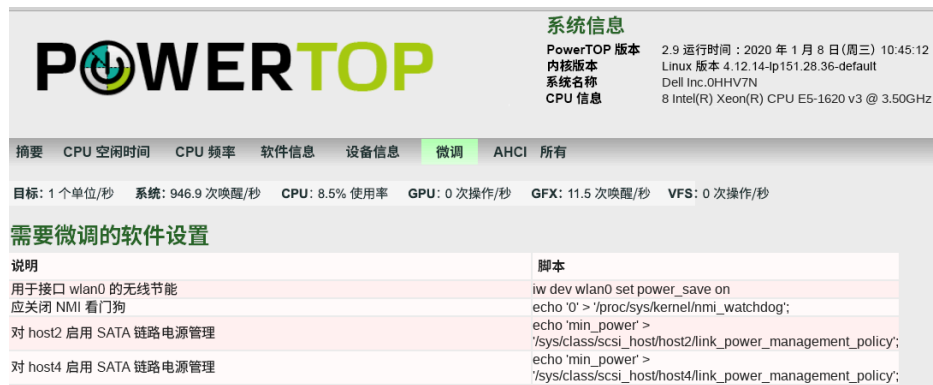 POWERTOP
系统信息
PowerTOP 版本 2.9 运行时间：2020 年 1 月 8 日(周三) 10:45:12
内核版本 Linux 版本 4.12.14-lp151.28.36-default
系统名称 Dell Inc.0HHV7N
CPU 信息 8 Intel(R) Xeon(R) CPU E5-1620 v3 @ 3.50GHz
摘要 CPU 空闲时间 CPU 频率 软件信息 设备信息 微调 AHCI 所有
目标: 1 个单位/秒 系统: 946.9 次唤醒/秒 CPU: 8.5% 使用率 GPU: 0 次操作/秒 GFX: 11.5 次唤醒/秒 VFS: 0 次操作/秒
需要微调的软件设置
说明 脚本
用于接口 wlan0 的无线节能 iw dev wlan0 set power_save on
应关闭 NMI 看门狗 echo '0' > '/proc/sys/kernel/nmi_watchdog';
对 host2 启用 SATA 链路电源管理 echo 'min_power' >
'/sys/class/scsi_host/host2/link_power_management_policy';
对 host4 启用 SATA 链路电源管理 echo 'min_power' >
'/sys/class/scsi_host/host4/link_power_management_policy';